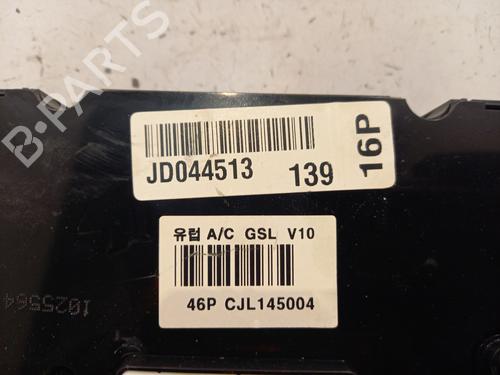 JD044513 139
16P
유럽 A/C GSL V10
46P CJL145004
1025564
B-PARTS